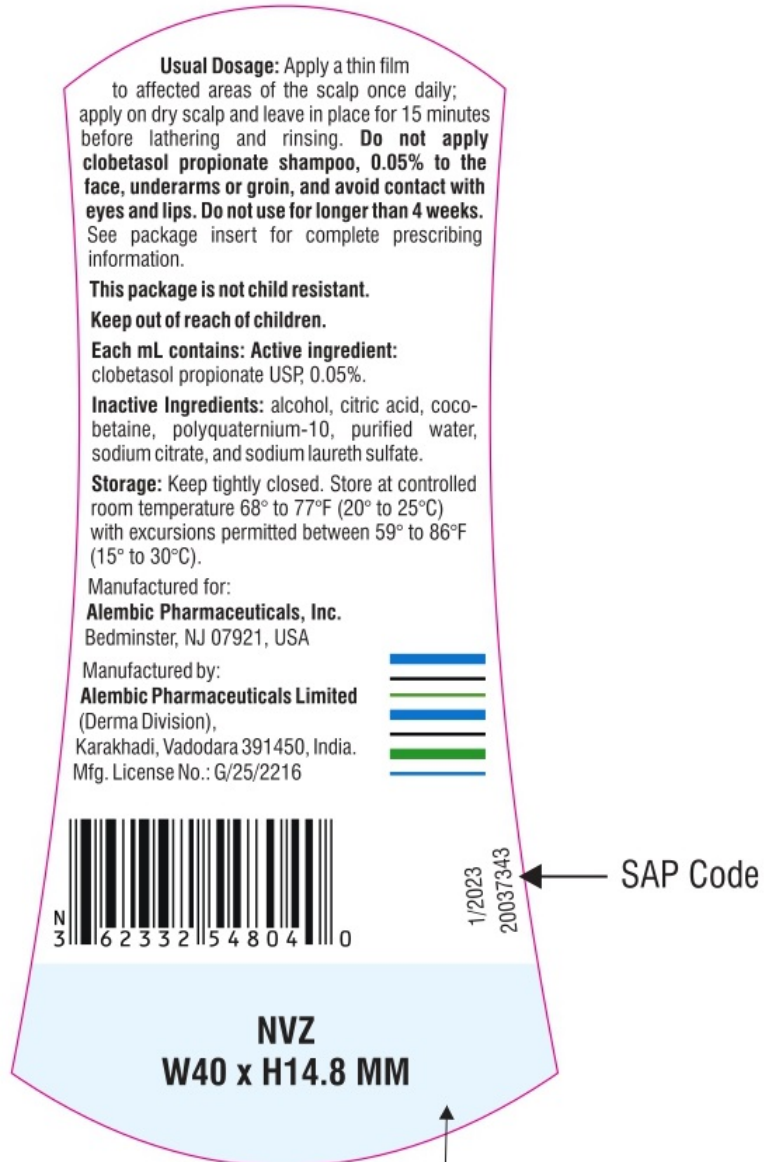 Usual Dosage: Apply a thin film
to affected areas of the scalp once daily;
apply on dry scalp and leave in place for 15 minutes
before lathering and rinsing. Do not apply
clobetasol propionate shampoo, 0.05% to the
face, underarms or groin, and avoid contact with
eyes and lips. Do not use for longer than 4 weeks.
See package insert for complete prescribing
information.
This package is not child resistant.
Keep out of reach of children.
Each mL contains: Active ingredient:
clobetasol propionate USP, 0.05%.
Inactive Ingredients: alcohol, citric acid, coco-
betaine, polyquaternium-10, purified water,
sodium citrate, and sodium laureth sulfate.
Storage: Keep tightly closed. Store at controlled
room temperature 68° to 77°F (20° to 25°C)
with excursions permitted between 59° to 86°F
(15° to 30°C).
Manufactured for:
Alembic Pharmaceuticals, Inc.
Bedminster, NJ 07921, USA
Manufactured by:
Alembic Pharmaceuticals Limited
(Derma Division),
Karakhadi, Vadodara 391450, India.
Mfg. License No.: G/25/2216
N
3 62332 54804 0
1/2023
20037343
SAP Code
NVZ
W40 x H14.8 MM